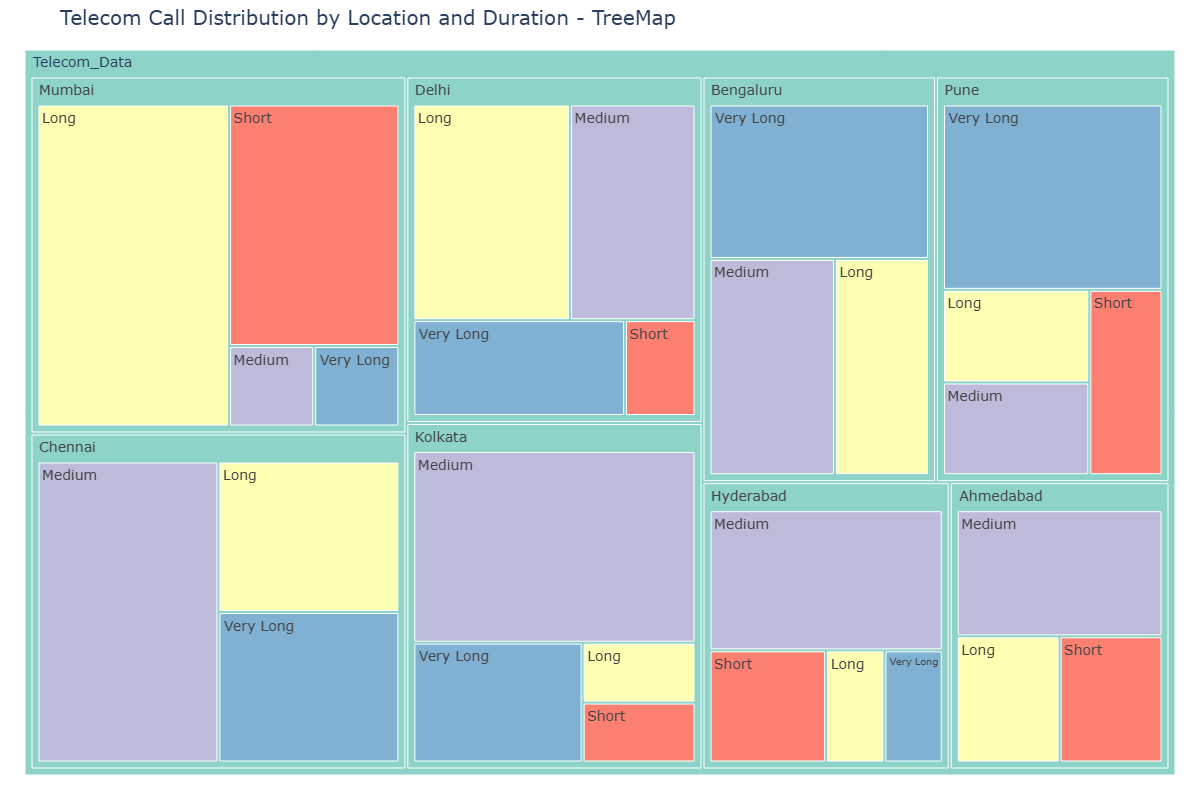 Telecom Call Distribution by Location and Duration - TreeMap
Telecom_Data
Mumbai
Long
Short
Medium
Very Long
Delhi
Long
Medium
Very Long
Short
Bengaluru
Very Long
Medium
Long
Pune
Very Long
Long
Short
Medium
Chennai
Medium
Long
Very Long
Kolkata
Medium
Very Long
Long
Short
Hyderabad
Medium
Short
Long
Very Long
Ahmedabad
Medium
Long
Short